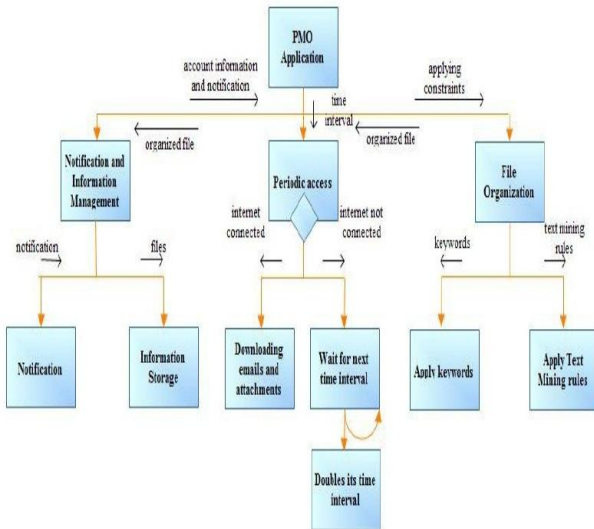 PMO
Application
account information
and notification
applying
constraints
time
interval
organized file
organized file
Notification and
Information
Management
Periodic access
File
Organization
internet
connected
internet not
connected
notification
files
keywords
text mining
rules
Notification
Information
Storage
Downloading
emails and
attachments
Wait for next
time interval
Apply keywords
Apply Text
Mining rules
Doubles its time
interval